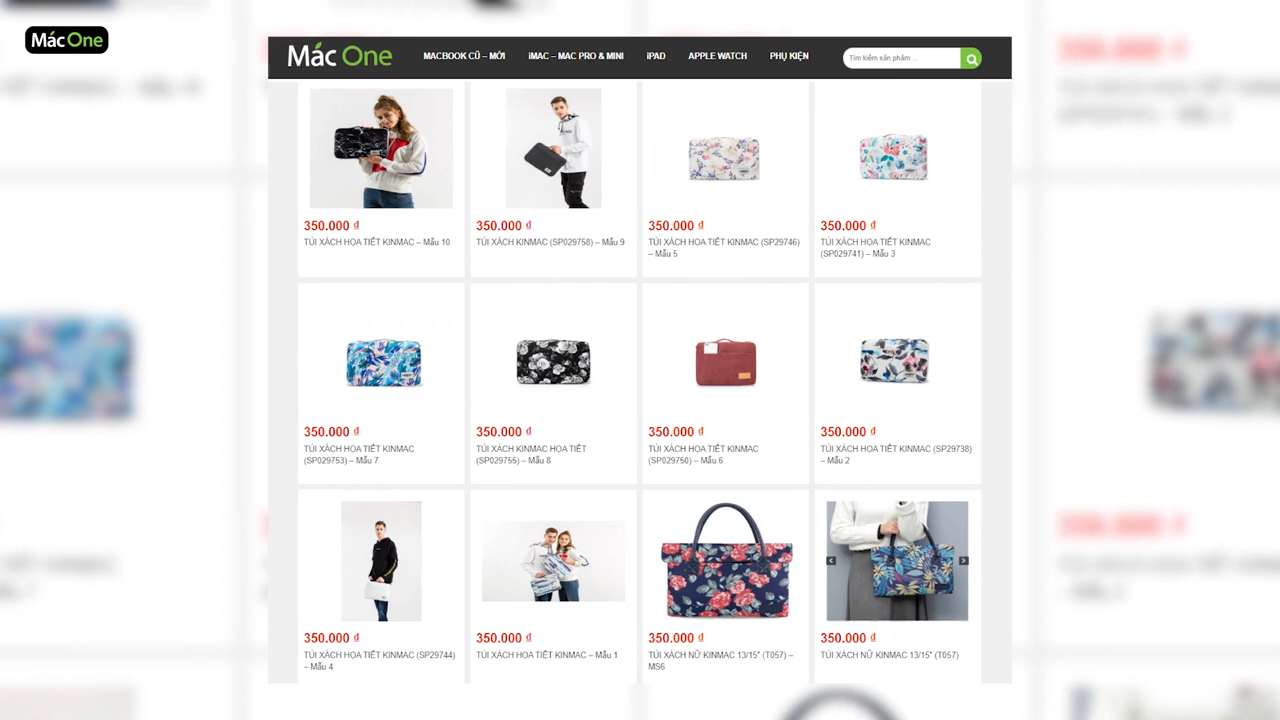 Mác One
Mác One
MACBOOK CŨ – MỚI
iMAC – MAC PRO & MINI
iPAD
APPLE WATCH
PHỤ KIỆN
Tìm kiếm sản phẩm ...
350.000 ₫
TÚI XÁCH HỌA TIẾT KINMAC – Mẫu 10
350.000 ₫
TÚI XÁCH KINMAC (SP029758) – Mẫu 9
350.000 ₫
TÚI XÁCH HỌA TIẾT KINMAC (SP29746)
– Mẫu 5
350.000 ₫
TÚI XÁCH HỌA TIẾT KINMAC
(SP029741) – Mẫu 3
350.000 ₫
TÚI XÁCH HỌA TIẾT KINMAC
(SP029753) – Mẫu 7
350.000 ₫
TÚI XÁCH KINMAC HỌA TIẾT
(SP029755) – Mẫu 8
350.000 ₫
TÚI XÁCH HỌA TIẾT KINMAC
(SP029750) – Mẫu 6
350.000 ₫
TÚI XÁCH HỌA TIẾT KINMAC (SP29738)
– Mẫu 2
350.000 ₫
TÚI XÁCH HỌA TIẾT KINMAC (SP29744)
– Mẫu 4
350.000 ₫
TÚI XÁCH HỌA TIẾT KINMAC – Mẫu 1
350.000 ₫
TÚI XÁCH NỮ KINMAC 13/15" (T057) –
MS6
350.000 ₫
TÚI XÁCH NỮ KINMAC 13/15" (T057)